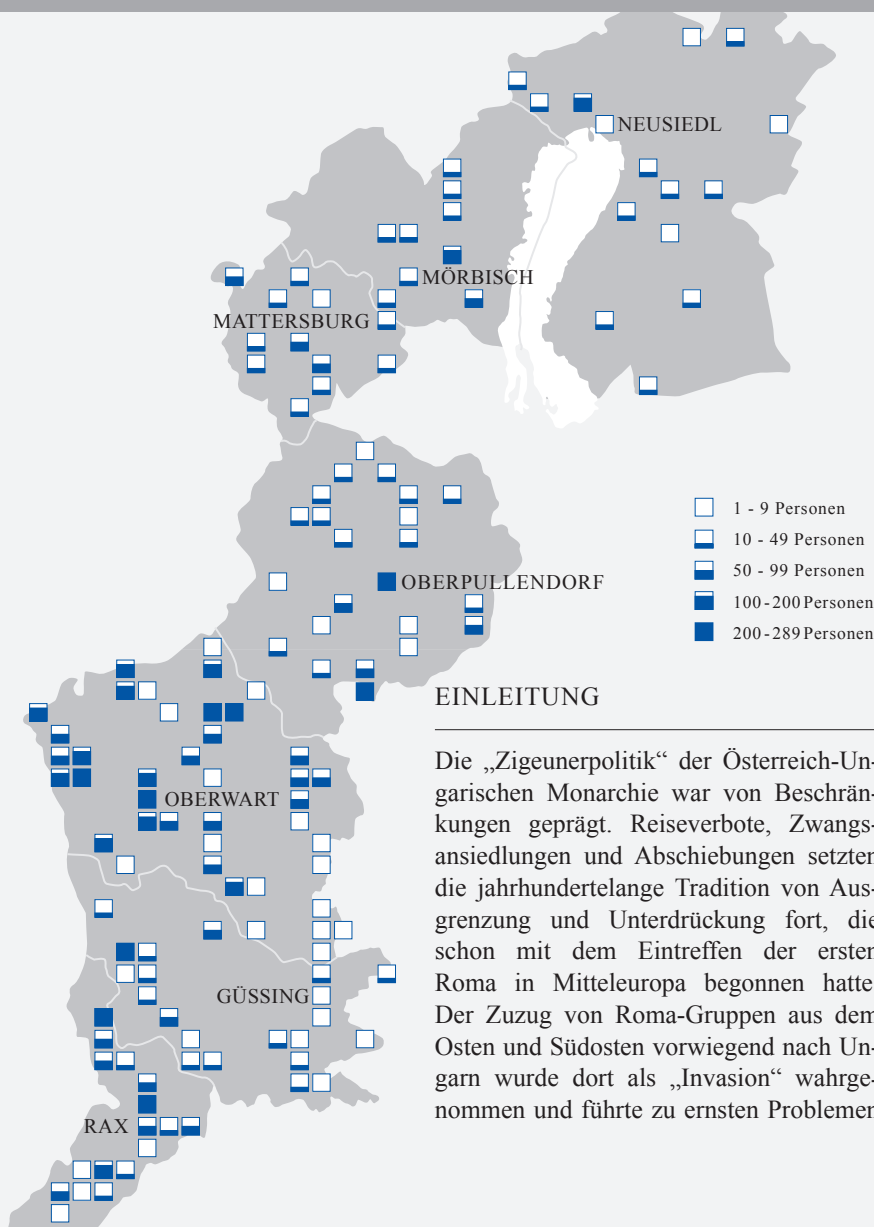 NEUSIEDL
MÖRBISCH
MATTERSBURG
1 - 9 Personen
10 - 49 Personen
50 - 99 Personen
100-200 Personen
200-289 Personen
OBERPULLENDORF
OBERWART
GÜSSING
RAX
EINLEITUNG
Die „Zigeunerpolitik“ der Österreich-Un-
garischen Monarchie war von Beschrän-
kungen geprägt. Reiseverbote, Zwangs-
ansiedlungen und Abschiebungen setzten
die jahrhundertelange Tradition von Aus-
grenzung und Unterdrückung fort, die
schon mit dem Eintreffen der ersten
Roma in Mitteleuropa begonnen hatte
Der Zuzug von Roma-Gruppen aus dem
Osten und Südosten vorwiegend nach Un-
garn wurde dort als „Invasion“ wahrge-
nommen und führte zu ernsten Problemen